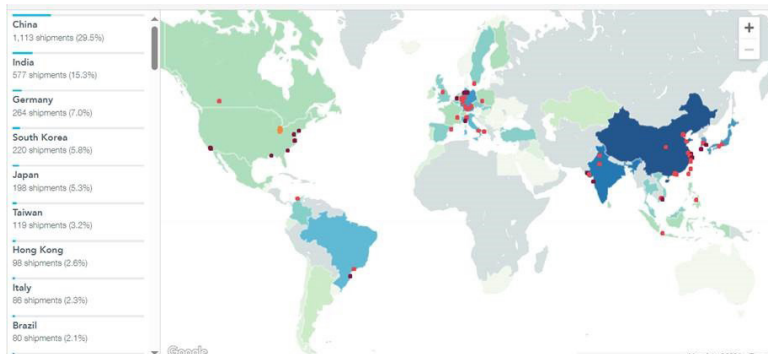 China
1,113 shipments (29.5%)
India
577 shipments (15.3%)
Germany
264 shipments (7.0%)
South Korea
220 shipments (5.8%)
Japan
198 shipments (5.3%)
Taiwan
119 shipments (3.2%)
Hong Kong
98 shipments (2.6%)
Italy
86 shipments (2.3%)
Brazil
80 shipments (2.1%)
+
−
Google